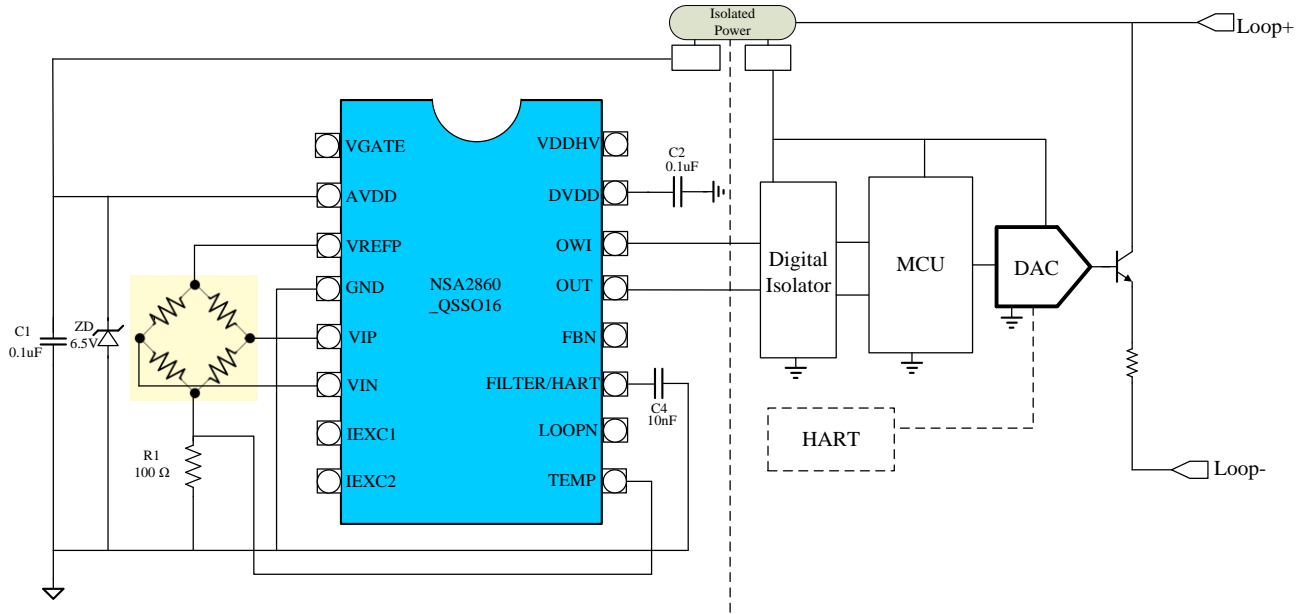 Isolated
Power
Loop+
VGATE
VDDHV
C2
0.1uF
AVDD
DVDD
VREFP
OWI
Digital
Isolator
MCU
DAC
GND
NSA2860
_QSSO16
OUT
C1
0.1uF
ZD
6.5V
VIP
FBN
VIN
FILTER/HART
C4
10nF
IEXC1
LOOPN
HART
R1
100 Ω
IEXC2
TEMP
Loop-